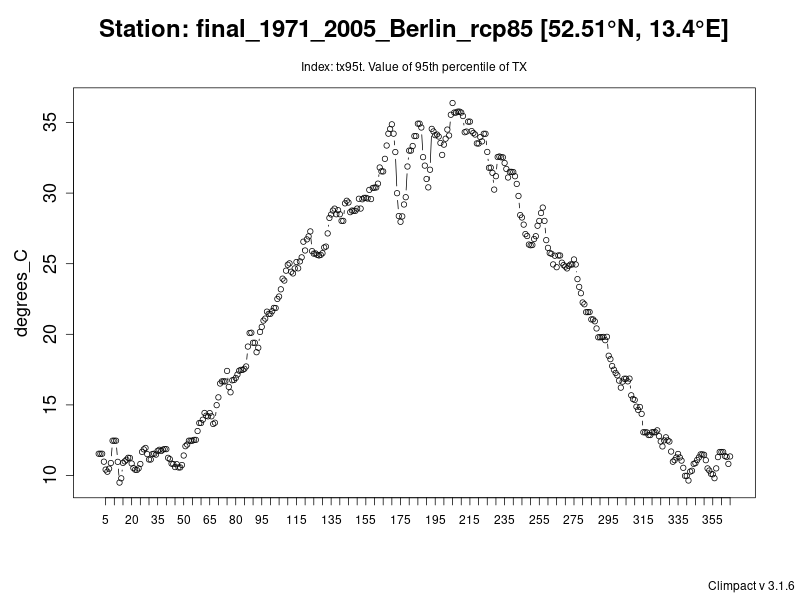 Station: final_1971_2005_Berlin_rcp85 [52.51°N, 13.4°E]
Index: tx95t. Value of 95th percentile of TX
degrees_C
35
30
25
20
15
10
5 20 35 50 65 80 95 115 135 155 175 195 215 235 255 275 295 315 335 355
Climpact v 3.1.6